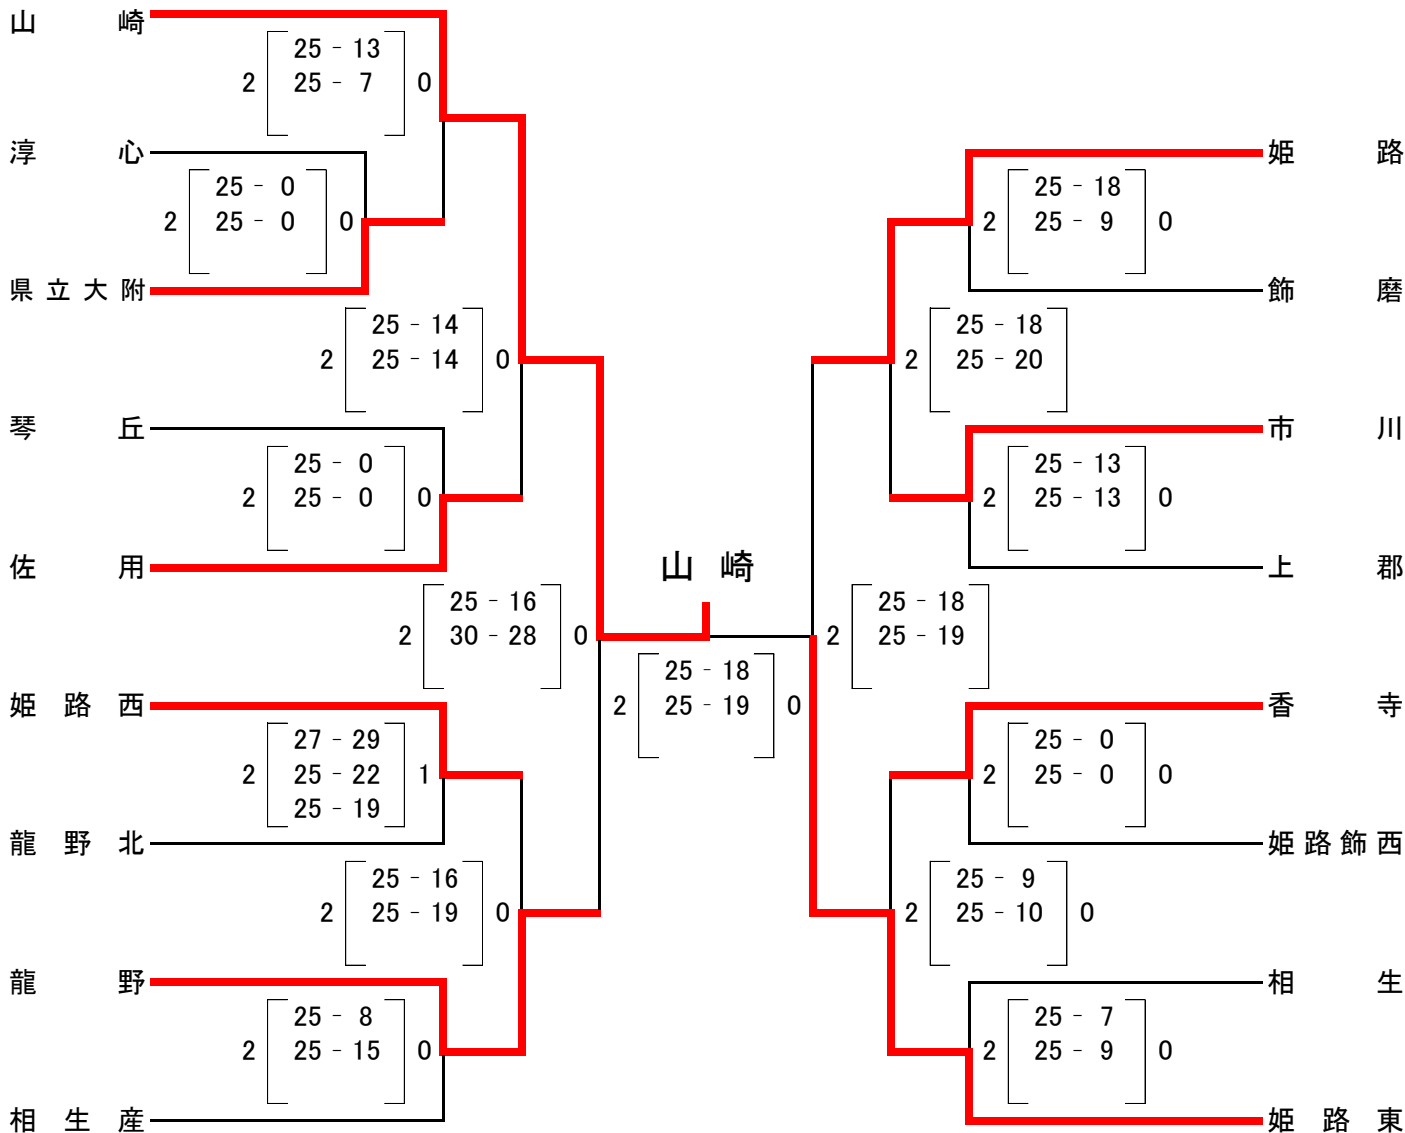 山崎
25 - 13
2 25 - 7 0
淳心
25 - 0
2 25 - 0 0
県立大附
25 - 14
2 25 - 14 0
琴丘
25 - 0
2 25 - 0 0
佐用
25 - 16
2 30 - 28 0
姫路西
27 - 29
2 25 - 22 1
25 - 19
龍野北
25 - 16
2 25 - 19 0
龍野
25 - 8
2 25 - 15 0
相生産
山崎
25 - 18
2 25 - 19 0
姫路
25 - 18
2 25 - 9 0
飾磨
25 - 18
2 25 - 20
市川
25 - 13
2 25 - 13 0
上郡
25 - 18
2 25 - 19
香寺
25 - 0
2 25 - 0 0
姫路飾西
25 - 9
2 25 - 10 0
相生
25 - 7
2 25 - 9 0
姫路東